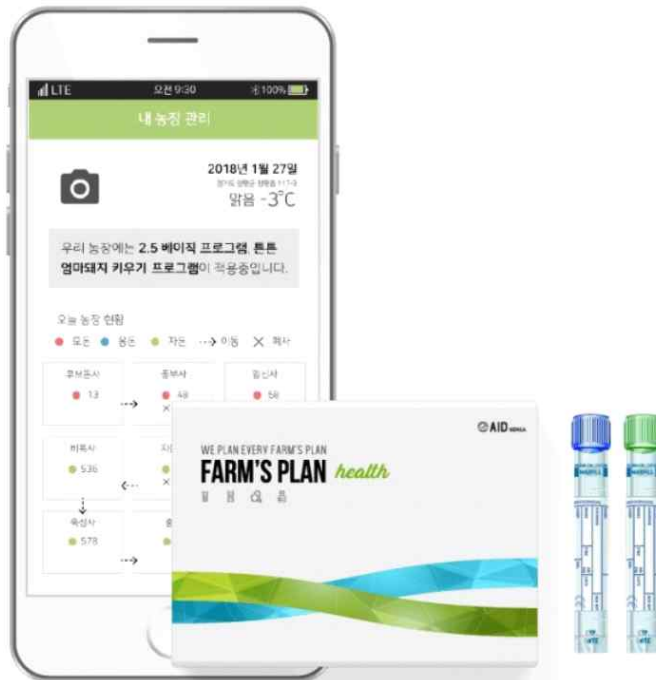 LTE 오전 9:30 100%
내 농장 관리
2018년 1월 27일
맑음 -3°C
우리 농장에는 2.5 베이직 프로그램, 튼튼
엄마돼지 키우기 프로그램이 적용중입니다.
오늘 농장 현황
모돈 웅돈 자돈 이동 폐사
후보돈사 종부사 임신사
13 48 58
비육사
536
육성사
578
AID KOREA
WE PLAN EVERY FARM'S PLAN
FARM'S PLAN health